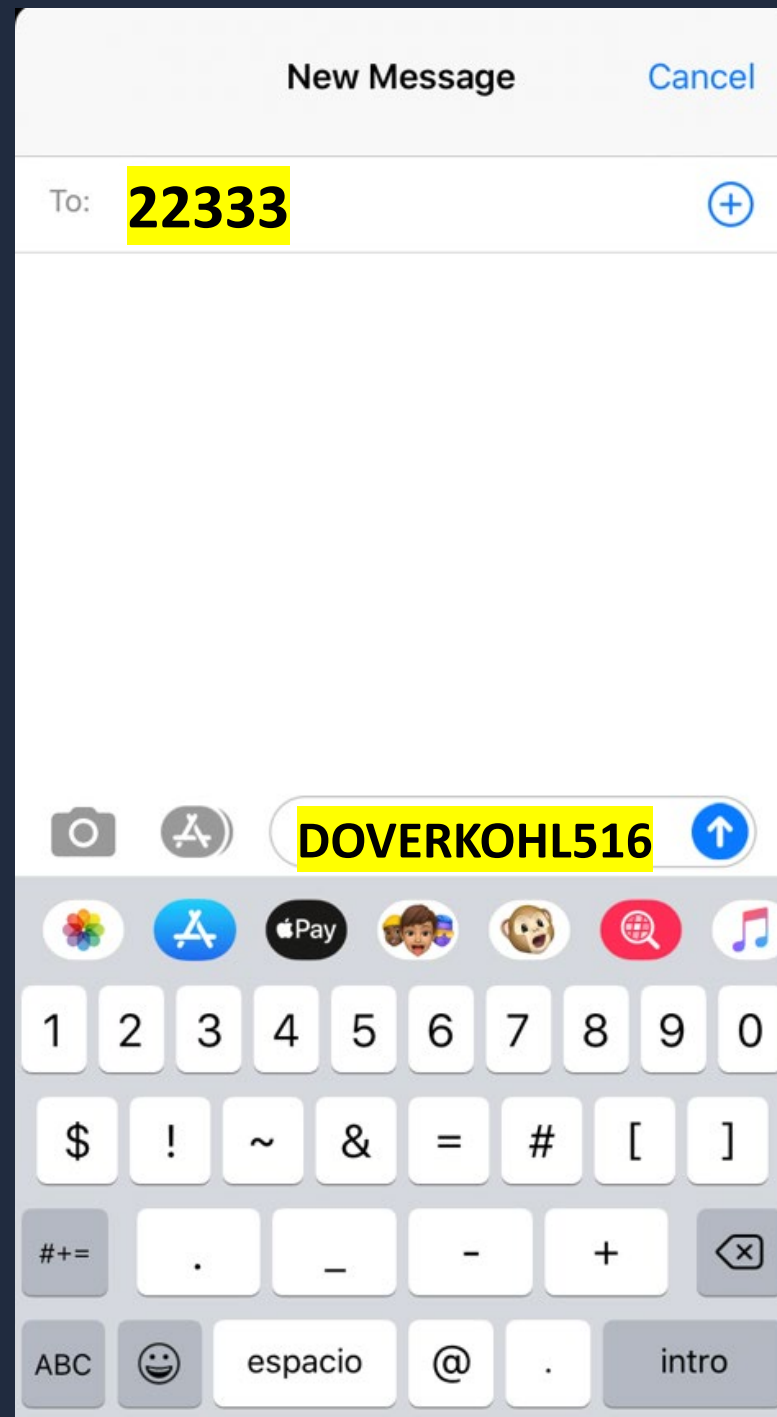 New Message Cancel
To: 22333
DOVERKOHL516
Pay
1 2 3 4 5 6 7 8 9 0
$ ! ~ & = # [ ]
#+= . _ - +
ABC espacio @ . intro